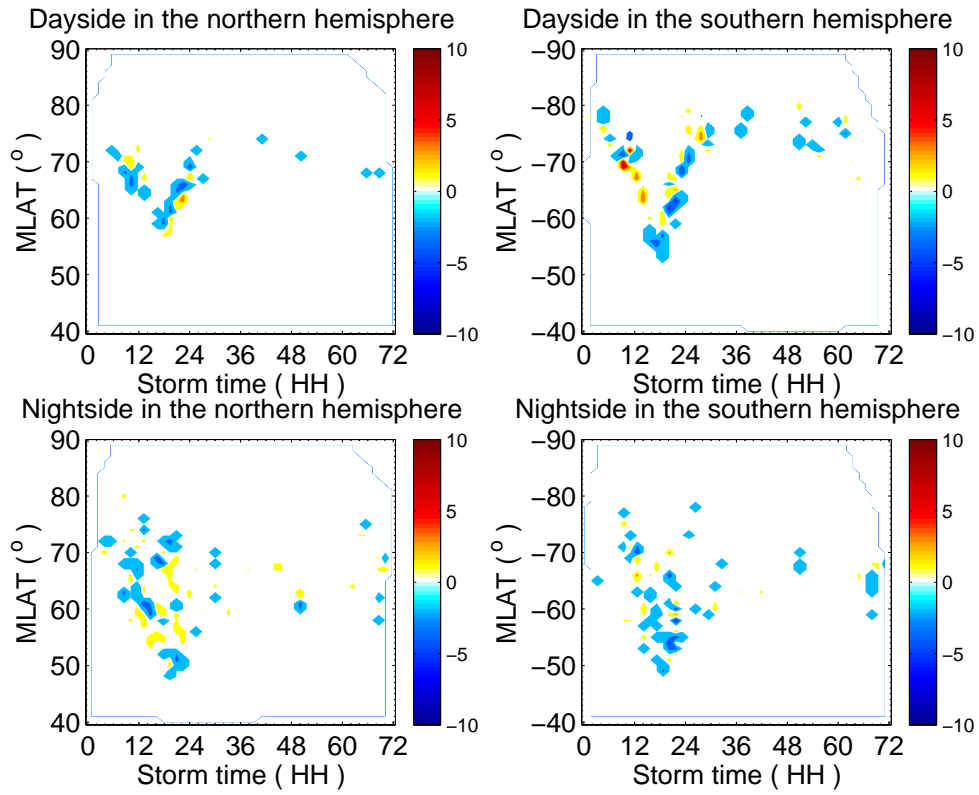 Dayside in the northern hemisphere
90
80
70
60
50
40
MLAT ( ° )
0 12 24 36 48 60 72
Storm time ( HH )
10
5
0
−5
−10
Dayside in the southern hemisphere
−90
−80
−70
−60
−50
−40
MLAT ( ° )
0 12 24 36 48 60 72
Storm time ( HH )
10
5
0
−5
−10
Nightside in the northern hemisphere
90
80
70
60
50
40
MLAT ( ° )
0 12 24 36 48 60 72
Storm time ( HH )
10
5
0
−5
−10
Nightside in the southern hemisphere
−90
−80
−70
−60
−50
−40
MLAT ( ° )
0 12 24 36 48 60 72
Storm time ( HH )
10
5
0
−5
−10